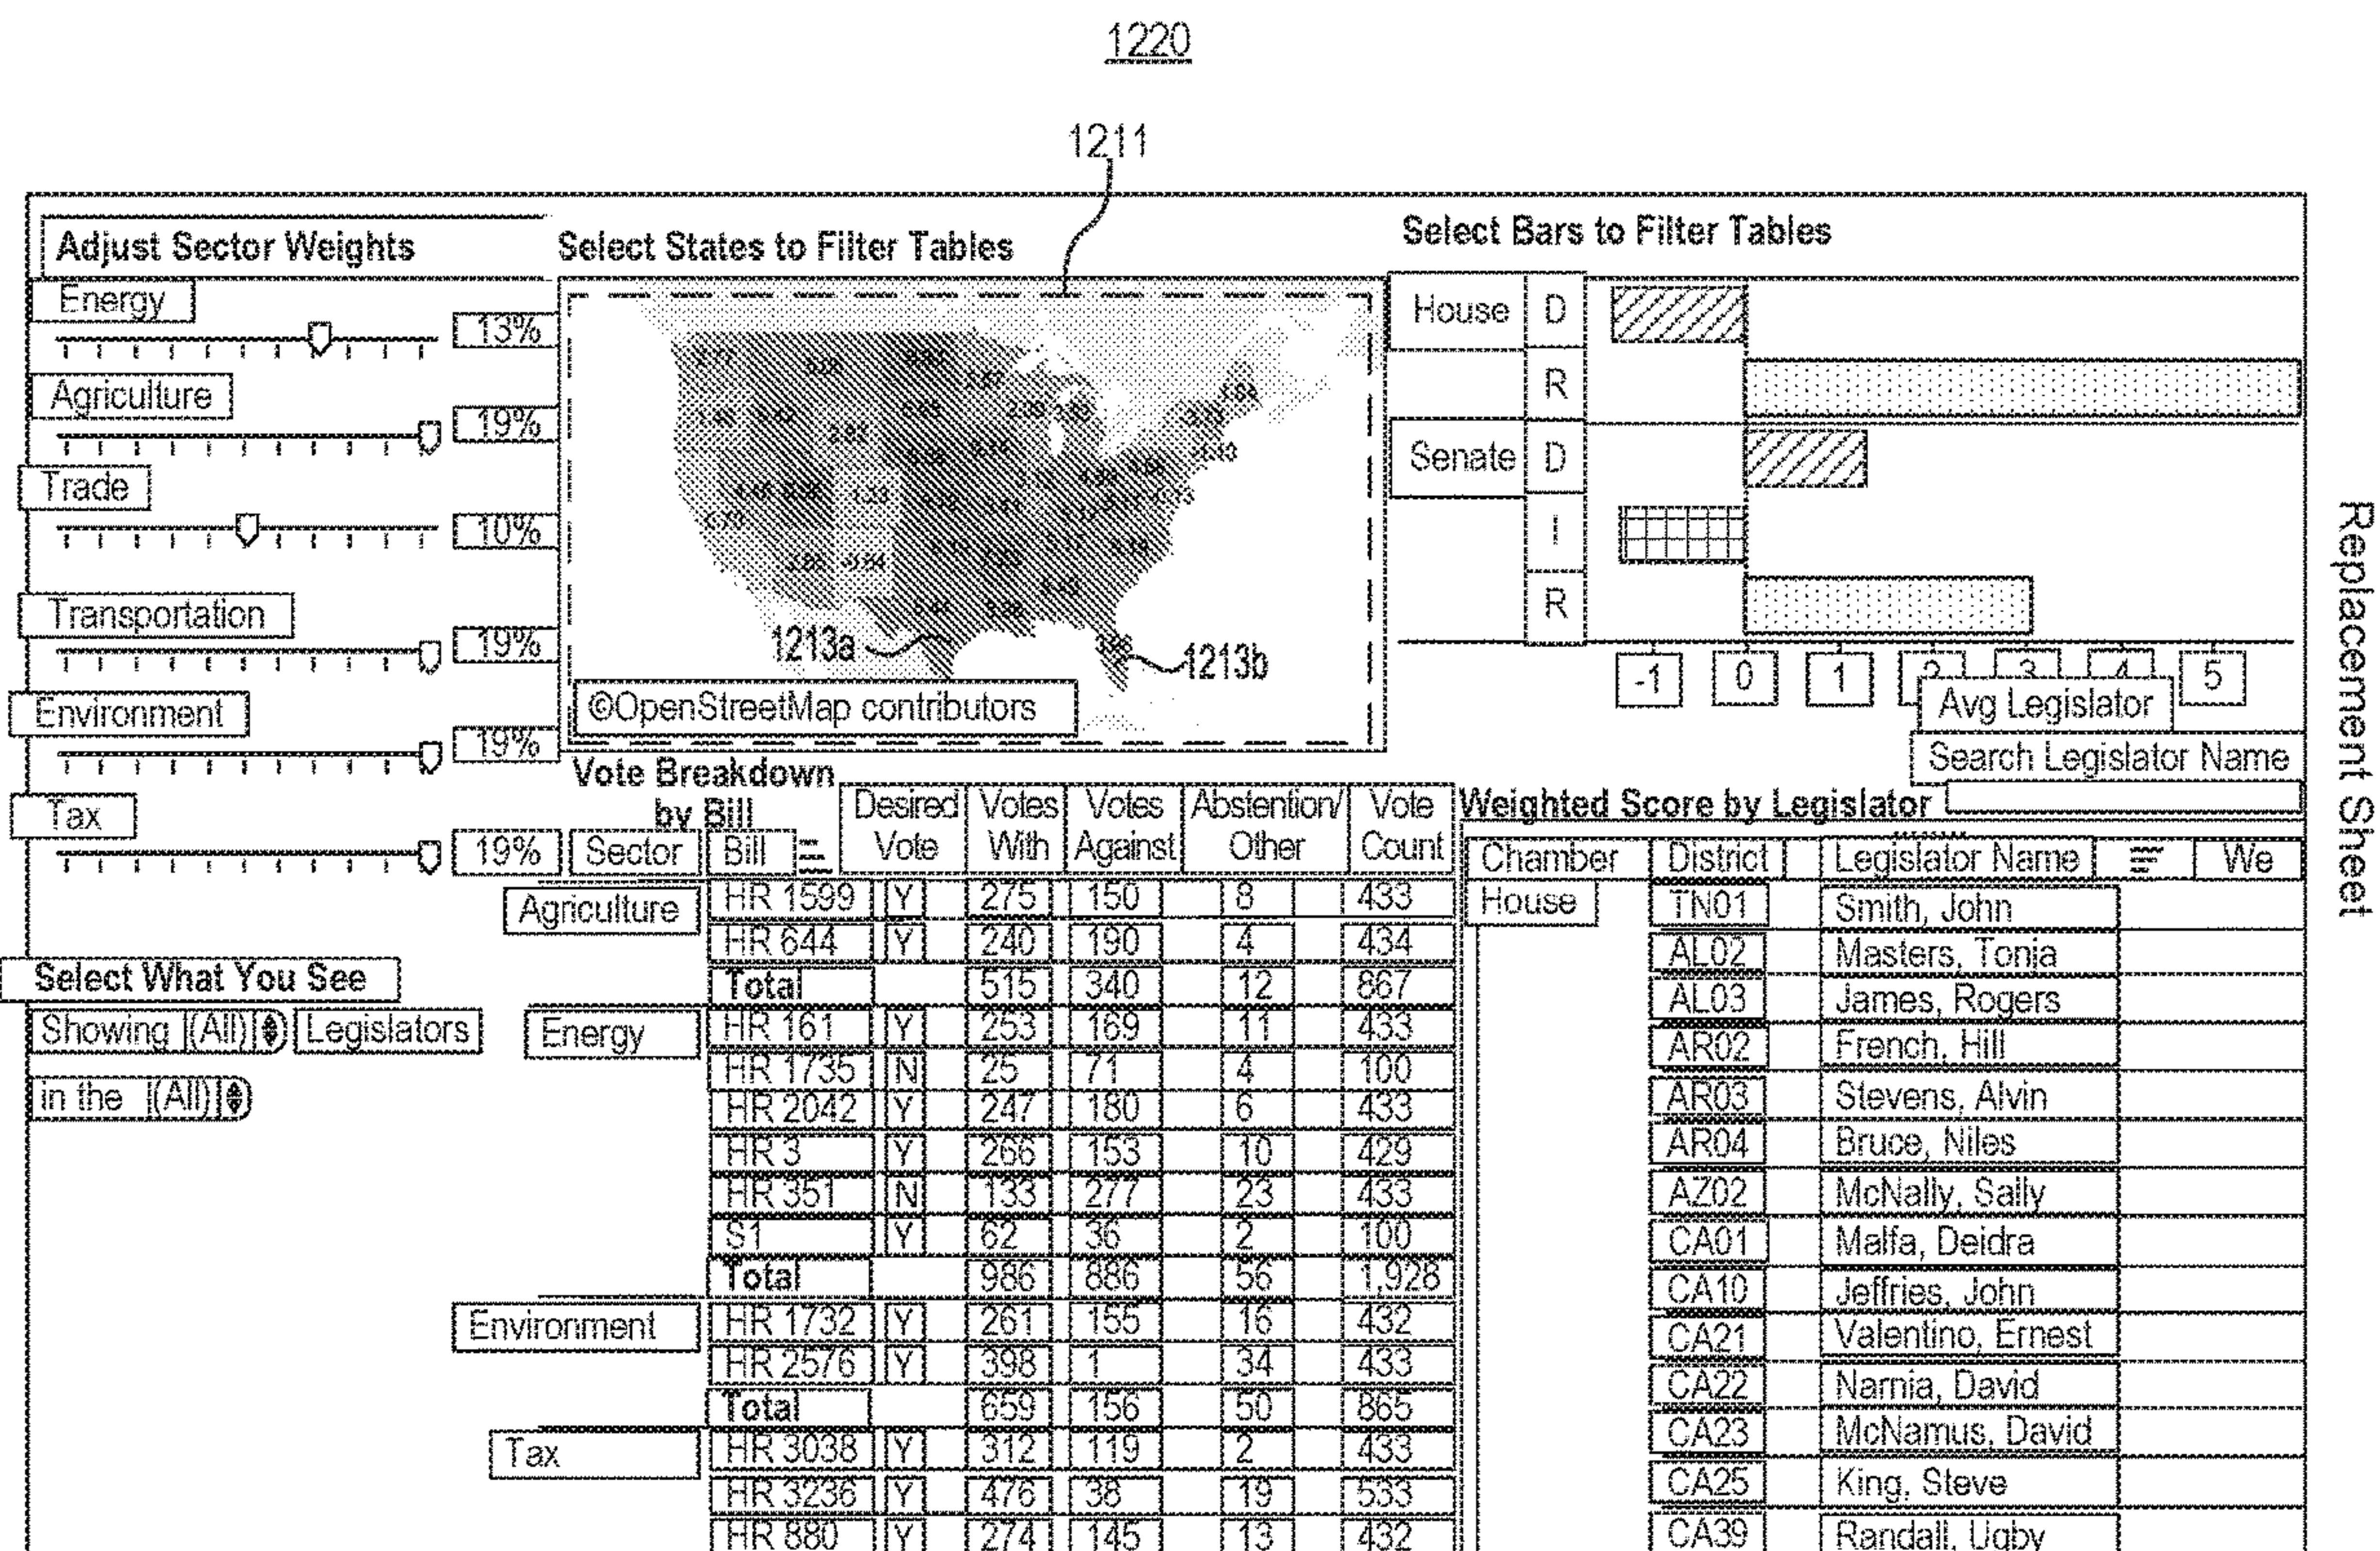 1220
1211
Replacement Sheet
Adjust Sector Weights
Energy
13%
Agriculture
19%
Trade
10%
Transportation
19%
Environment
19%
Tax
19%
Select What You See
Showing (All) Legislators
in the (All)
Select States to Filter Tables
1213a
1213b
©OpenStreetMap contributors
Select Bars to Filter Tables
House D
R
Senate D
I
R
-1 0 1 2 3 4 5
Avg Legislator
Search Legislator Name
Vote Breakdown
by Bill
Sector Bill Desired Vote Votes With Votes Against Abstention/ Other Vote Count
Agriculture HR 1599 Y 275 150 8 433
HR 644 Y 240 190 4 434
Total 515 340 12 867
Energy HR 161 Y 253 169 11 433
HR 1735 N 25 71 4 100
HR 2042 Y 247 180 6 433
HR 3 Y 266 153 10 429
HR 351 N 133 277 23 433
S1 Y 62 36 2 100
Total 986 886 56 1,928
Environment HR 1732 Y 261 155 16 432
HR 2576 Y 398 1 34 433
Total 659 156 50 865
Tax HR 3038 Y 312 119 2 433
HR 3236 Y 476 38 19 533
HR 880 Y 274 145 13 432
Weighted Score by Legislator
Chamber District Legislator Name We
House TN01 Smith, John
AL02 Masters, Tonja
AL03 James, Rogers
AR02 French, Hill
AR03 Stevens, Alvin
AR04 Bruce, Niles
AZ02 McNally, Sally
CA01 Malfa, Deidra
CA10 Jeffries, John
CA21 Valentino, Ernest
CA22 Narnia, David
CA23 McNamus, David
CA25 King, Steve
CA39 Randall, Ugby